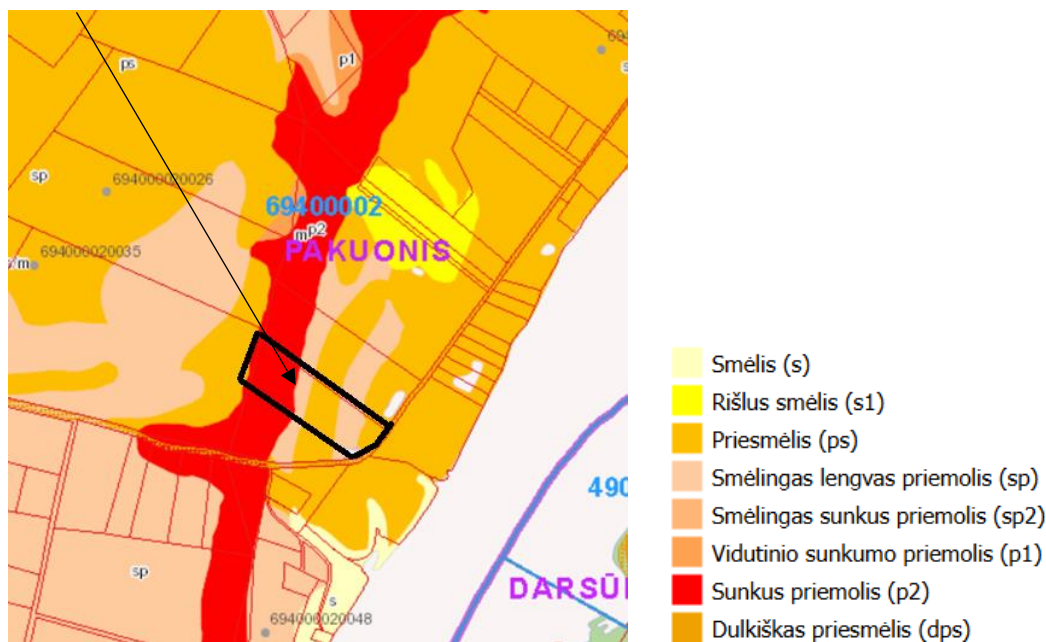 ps
p1
sp
694000020026
69400002
m
p2
PAKUONIS
694000020035
sp
s
694000020048
490
DARSŪ
Smėlis (s)
Rišlus smėlis (s1)
Priesmėlis (ps)
Smėlingas lengvas priemolis (sp)
Smėlingas sunkus priemolis (sp2)
Vidutinio sunkumo priemolis (p1)
Sunkus priemolis (p2)
Dulkiškas priesmėlis (dps)